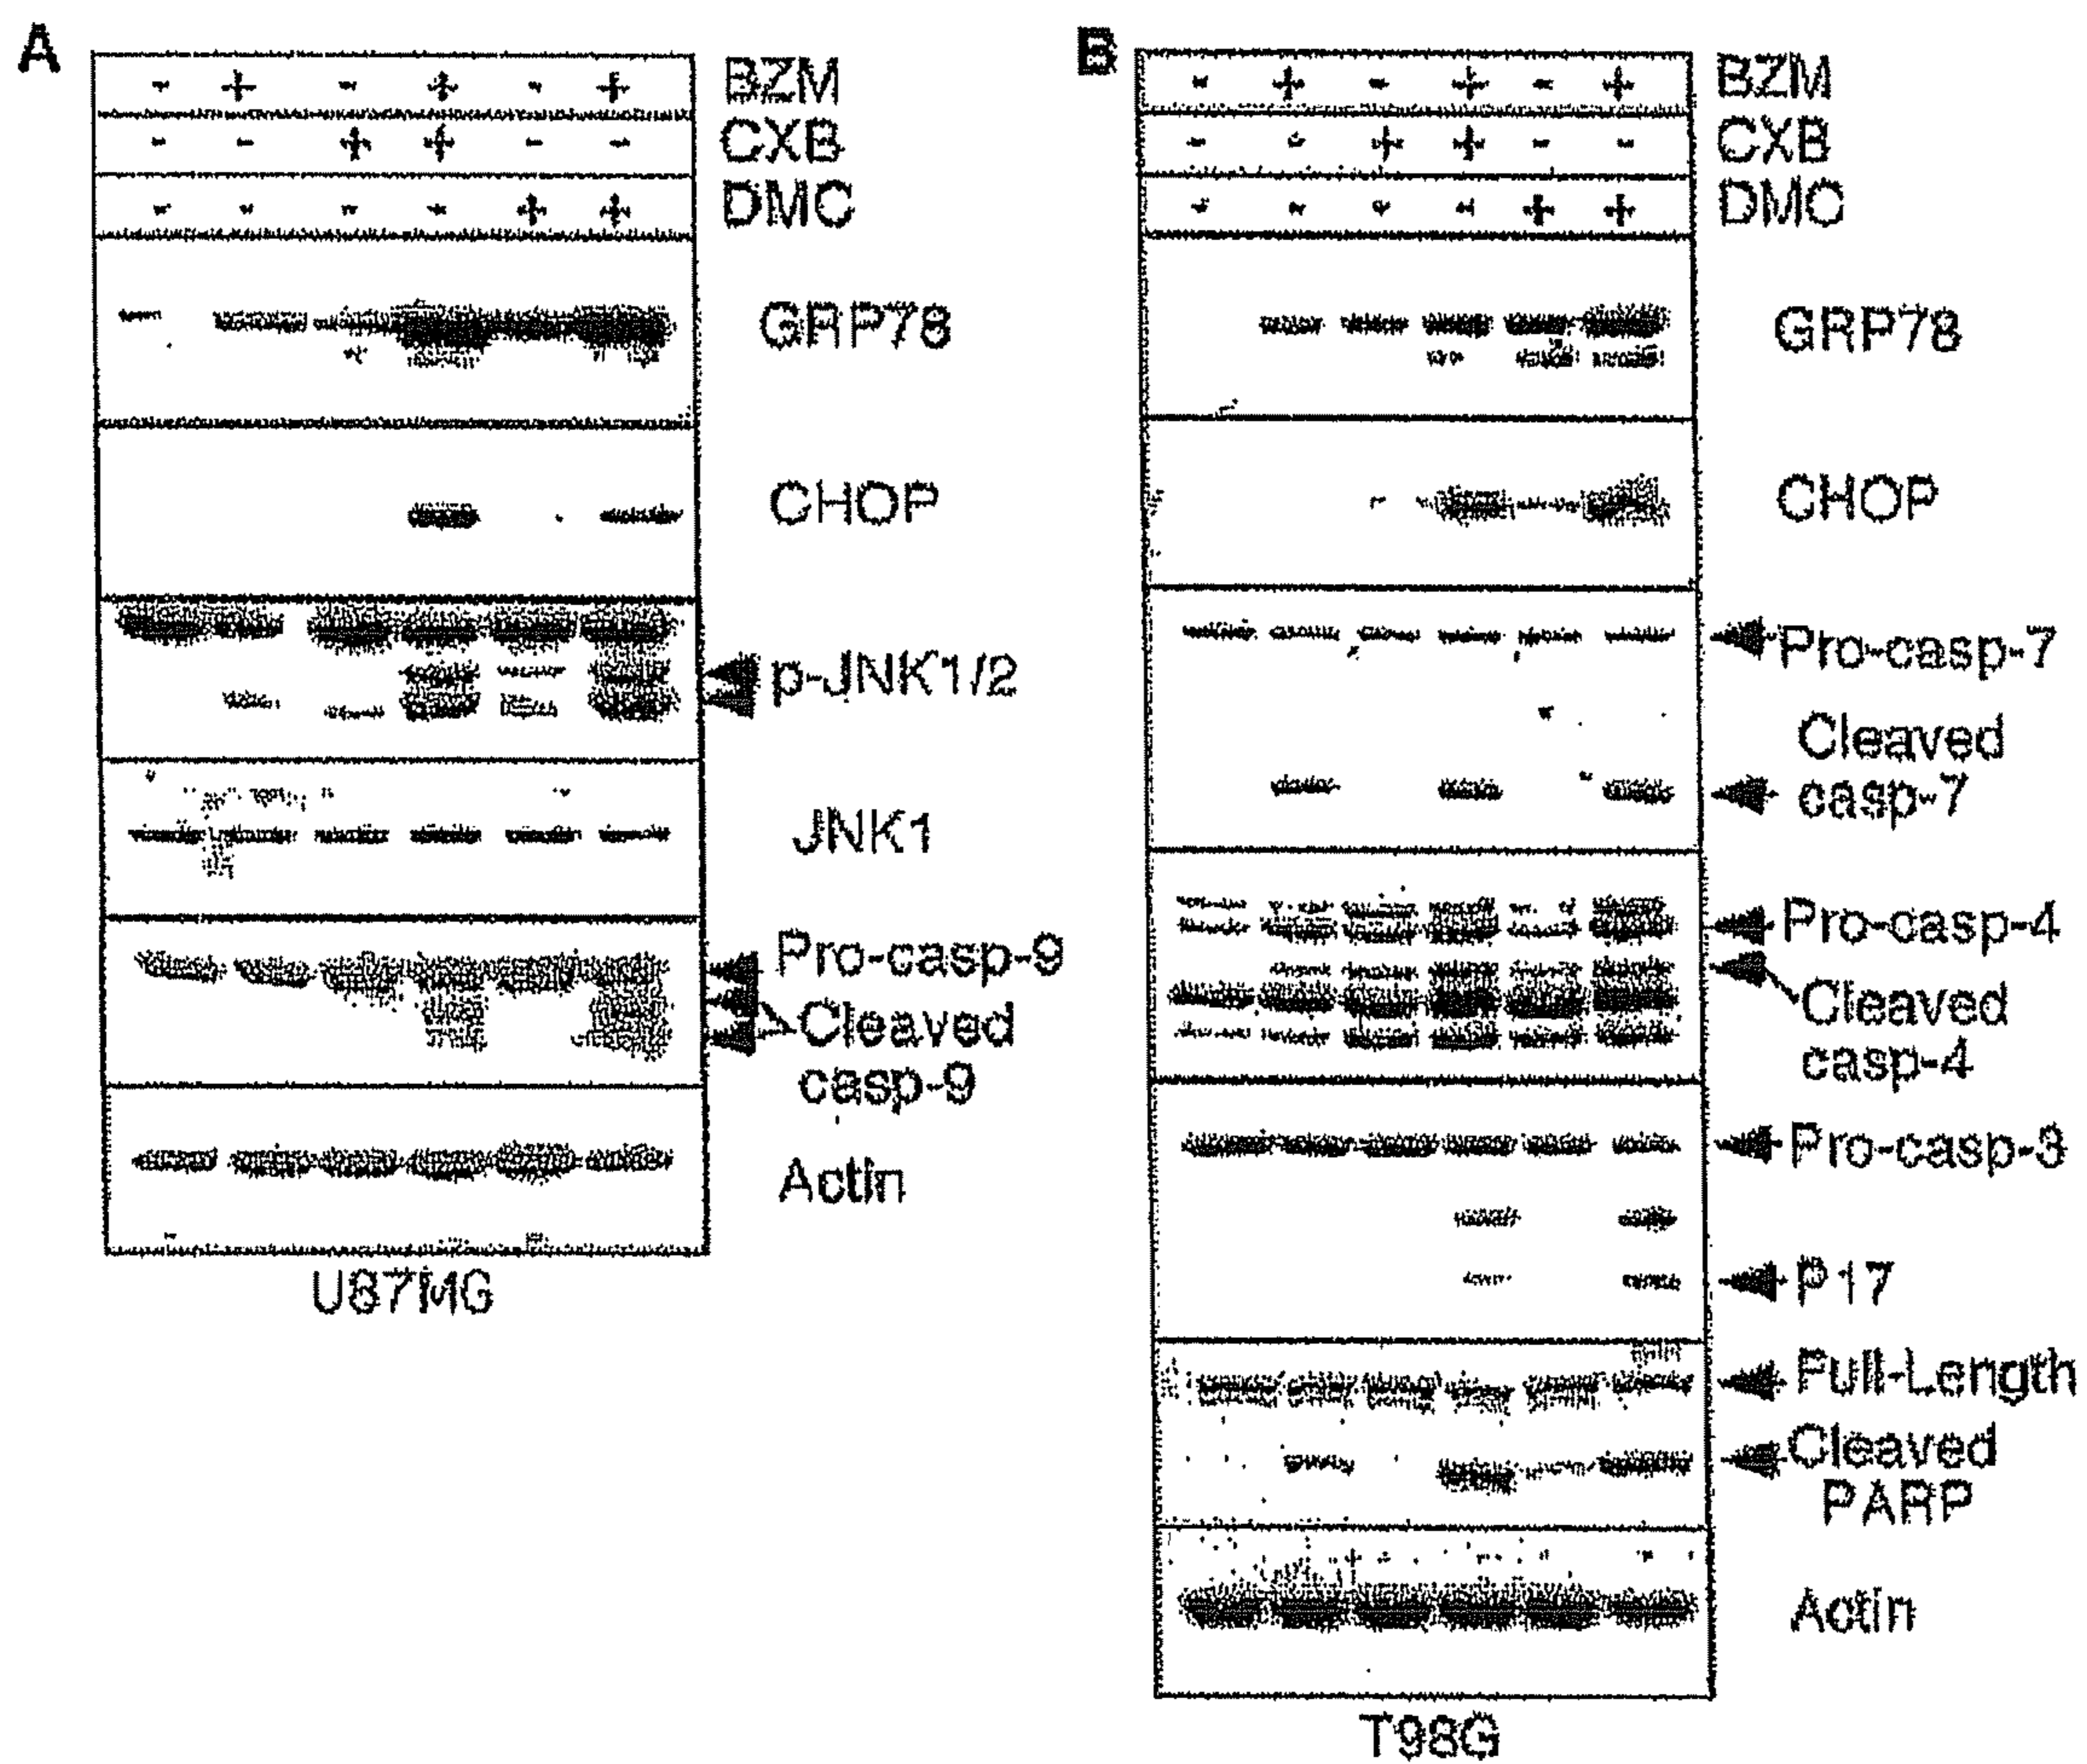 A
- + - + - + BZM
- - + + - - CXB
- - - - + + DMC
GRP78
CHOP
p-JNK1/2
JNK1
Pro-casp-9
Cleaved
casp-9
Actin
U87MG
B
- + - + - + BZM
- - + + - - CXB
- - - - + + DMC
GRP78
CHOP
Pro-casp-7
Cleaved
casp-7
Pro-casp-4
Cleaved
casp-4
Pro-casp-3
P17
Full-Length
Cleaved
PARP
Actin
T98G